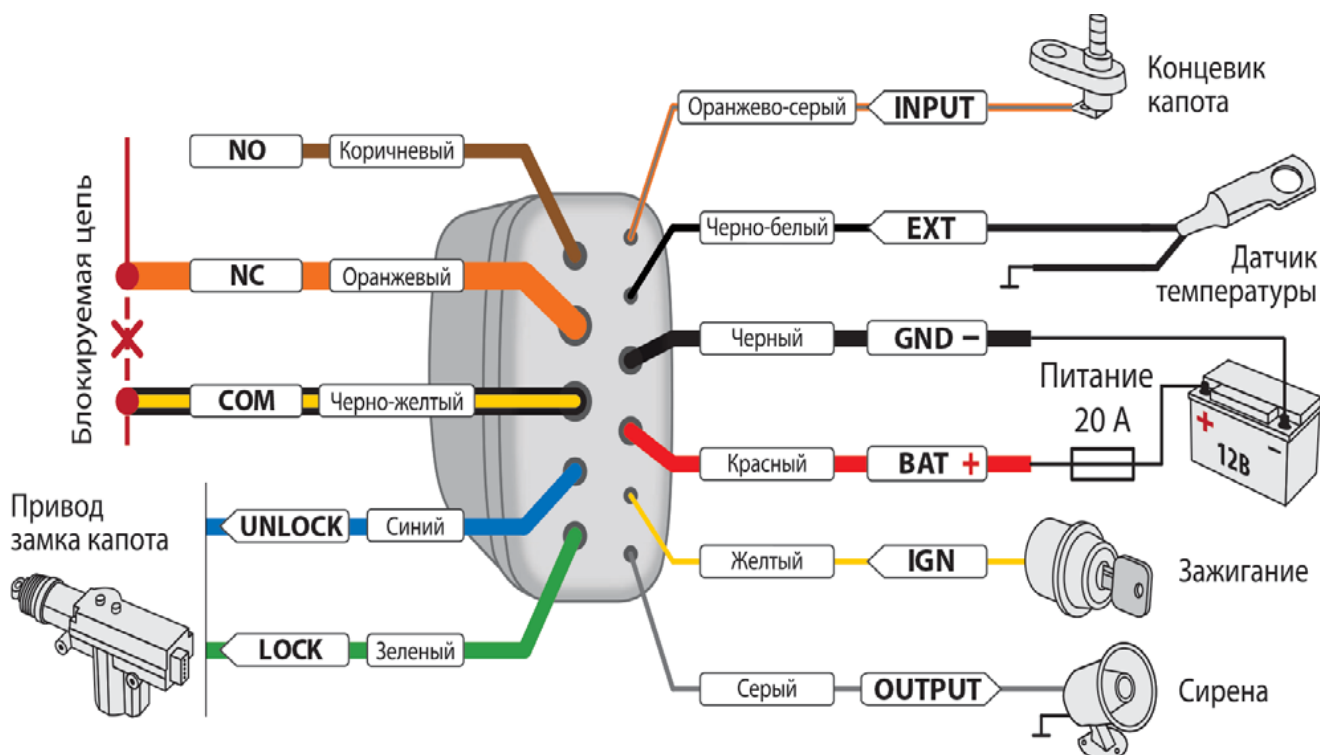 Оранжево-серый
INPUT
Концевик
капота
NO
Коричневый
Черно-белый
EXT
Датчик
температуры
Блокируемая цепь
NC
Оранжевый
Черный
GND –
Питание
20 А
COM
Черно-желтый
Красный
BAT +
+
–
12В
Привод
замка капота
UNLOCK
Синий
Желтый
IGN
Зажигание
LOCK
Зеленый
Серый
OUTPUT
Сирена